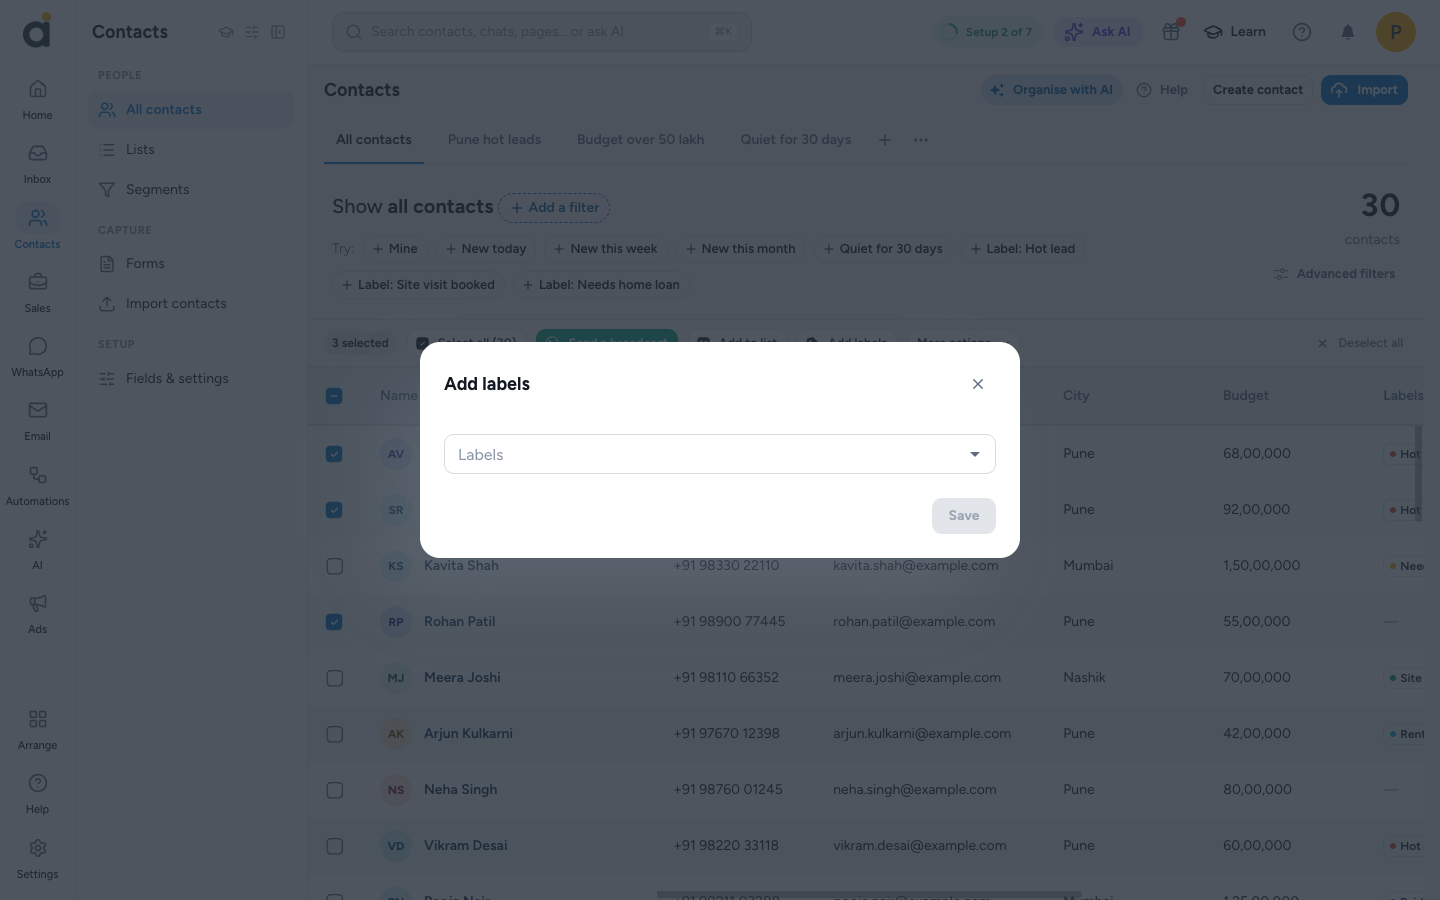 Contacts
Search contacts, chats, pages... or ask AI
⌘K
Setup 2 of 7
Ask AI
Learn
P
Home
Inbox
Contacts
Sales
WhatsApp
Email
Automations
AI
Ads
Arrange
Help
Settings
PEOPLE
All contacts
Lists
Segments
CAPTURE
Forms
Import contacts
SETUP
Fields & settings
Contacts
Organise with AI
Help
Create contact
Import
All contacts
Pune hot leads
Budget over 50 lakh
Quiet for 30 days
Show all contacts
+ Add a filter
30
contacts
Try:
+ Mine
+ New today
+ New this week
+ New this month
+ Quiet for 30 days
+ Label: Hot lead
+ Label: Site visit booked
+ Label: Needs home loan
Advanced filters
3 selected
Deselect all
Add labels
Labels
Save
Name
City
Budget
Labels
AV
Pune
68,00,000
Hot
SR
Pune
92,00,000
Hot
KS
Kavita Shah
+91 98330 22110
kavita.shah@example.com
Mumbai
1,50,00,000
RP
Rohan Patil
+91 98900 77445
rohan.patil@example.com
Pune
55,00,000
—
MJ
Meera Joshi
+91 98110 66352
meera.joshi@example.com
Nashik
70,00,000
Site
AK
Arjun Kulkarni
+91 97670 12398
arjun.kulkarni@example.com
Pune
42,00,000
Rent
NS
Neha Singh
+91 98760 01245
neha.singh@example.com
Pune
80,00,000
—
VD
Vikram Desai
+91 98220 33118
vikram.desai@example.com
Pune
60,00,000
Hot